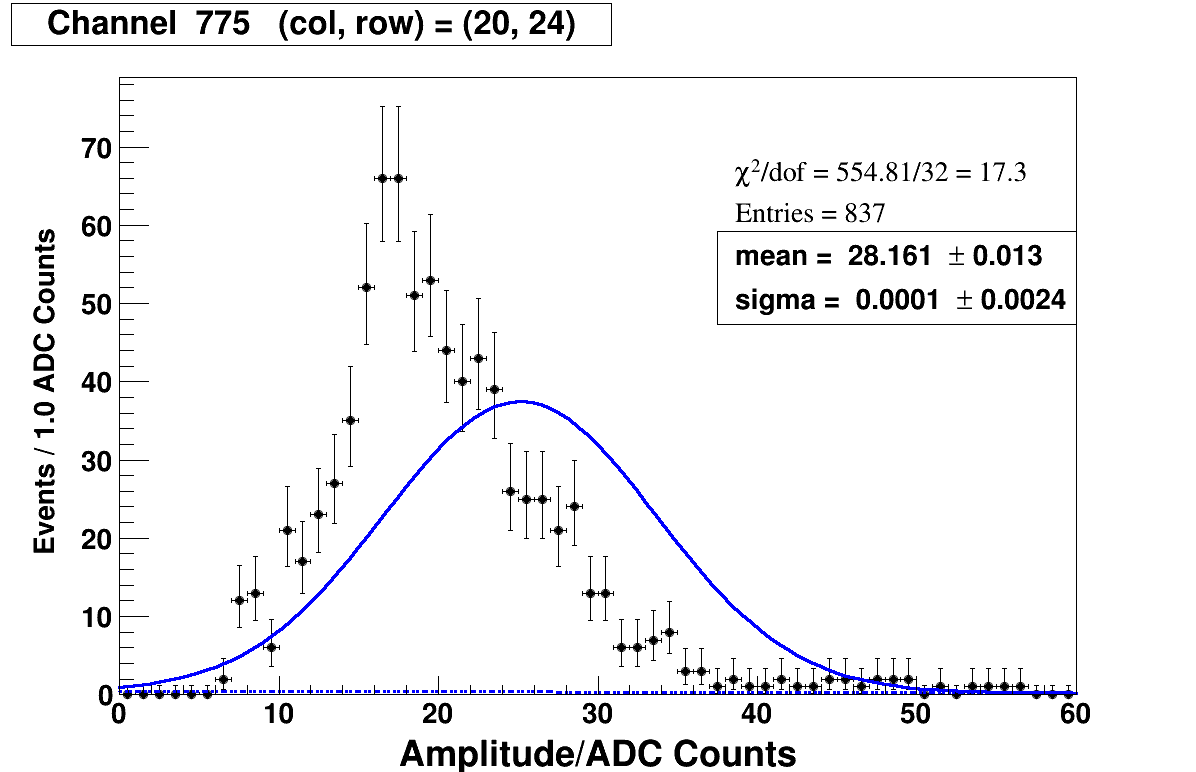 Channel 775 (col, row) = (20, 24)
χ²/dof = 554.81/32 = 17.3
Entries = 837
mean = 28.161 ± 0.013
sigma = 0.0001 ± 0.0024
Events / 1.0 ADC Counts
70
60
50
40
30
20
10
0
0 10 20 30 40 50 60
Amplitude/ADC Counts